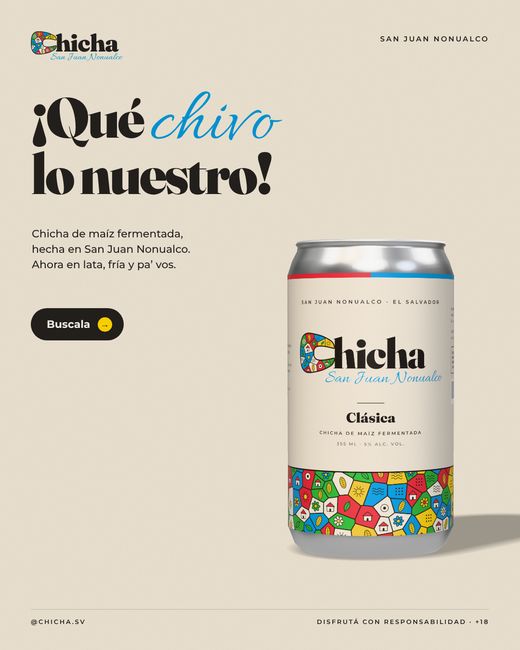 Chicha
San Juan Nonualco
SAN JUAN NONUALCO
¡Qué chivo
lo nuestro!
Chicha de maíz fermentada,
hecha en San Juan Nonualco.
Ahora en lata, fría y pa' vos.
Buscala →
SAN JUAN NONUALCO · EL SALVADOR
Chicha
San Juan Nonualco
Clásica
CHICHA DE MAÍZ FERMENTADA
355 ML · 5% ALC. VOL.
@CHICHA.SV
DISFRUTÁ CON RESPONSABILIDAD · +18